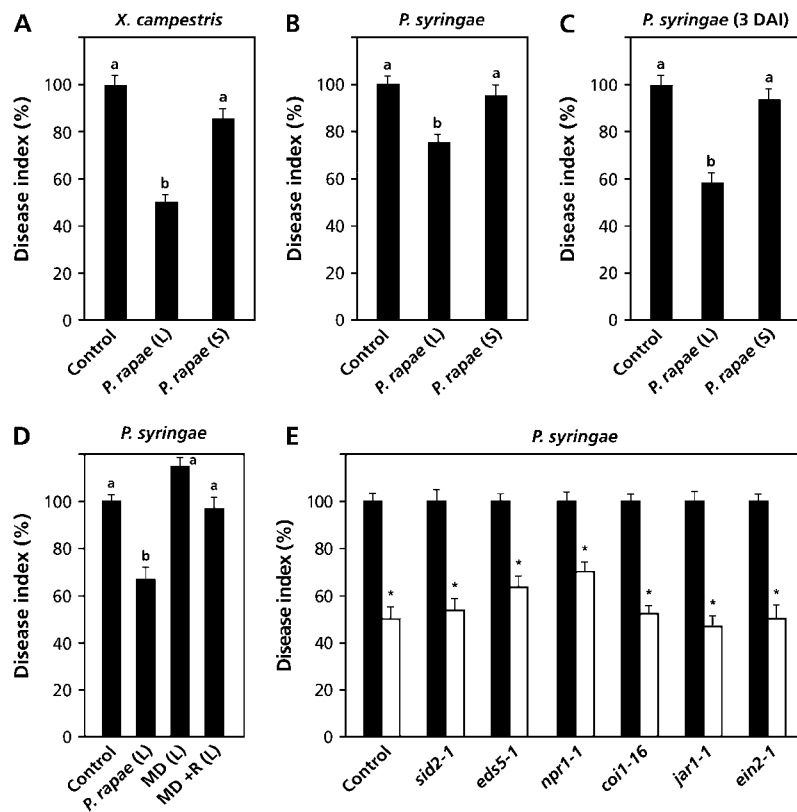 A
X. campestris
a
b
a
Disease index (%)
100
80
60
40
20
0
Control
P. rapae (L)
P. rapae (S)
B
P. syringae
a
b
a
Disease index (%)
100
80
60
40
20
0
Control
P. rapae (L)
P. rapae (S)
C
P. syringae (3 DAI)
a
b
a
Disease index (%)
100
80
60
40
20
0
Control
P. rapae (L)
P. rapae (S)
D
P. syringae
a
b
a
a
Disease index (%)
100
80
60
40
20
0
Control
P. rapae (L)
MD (L)
MD +R (L)
E
P. syringae
Disease index (%)
100
80
60
40
20
0
* * * * * * *
Control
sid2-1
eds5-1
npr1-1
coi1-16
jar1-1
ein2-1